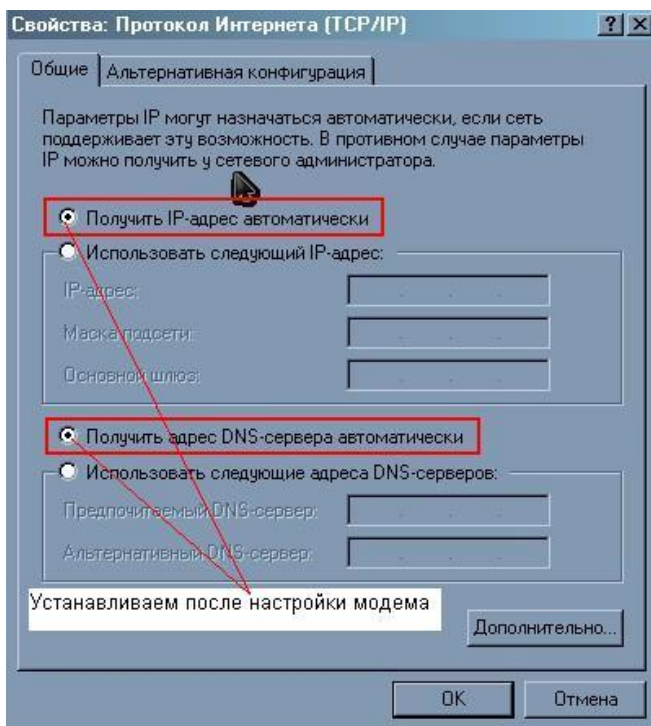 Свойства: Протокол Интернета (TCP/IP)
Общие
Альтернативная конфигурация
Параметры IP могут назначаться автоматически, если сеть
поддерживает эту возможность. В противном случае параметры
IP можно получить у сетевого администратора.
Получить IP-адрес автоматически
Использовать следующий IP-адрес:
IP-адрес:
Маска подсети:
Основной шлюз:
Получить адрес DNS-сервера автоматически
Использовать следующие адреса DNS-серверов:
Предпочитаемый DNS-сервер:
Альтернативный DNS-сервер:
Устанавливаем после настройки модема
Дополнительно...
OK
Отмена